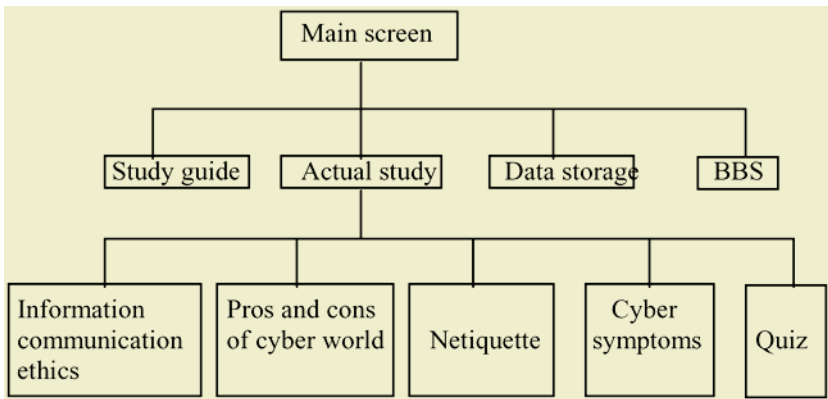 Main screen
Study guide
Actual study
Data storage
BBS
Information
communication
ethics
Pros and cons
of cyber world
Netiquette
Cyber
symptoms
Quiz